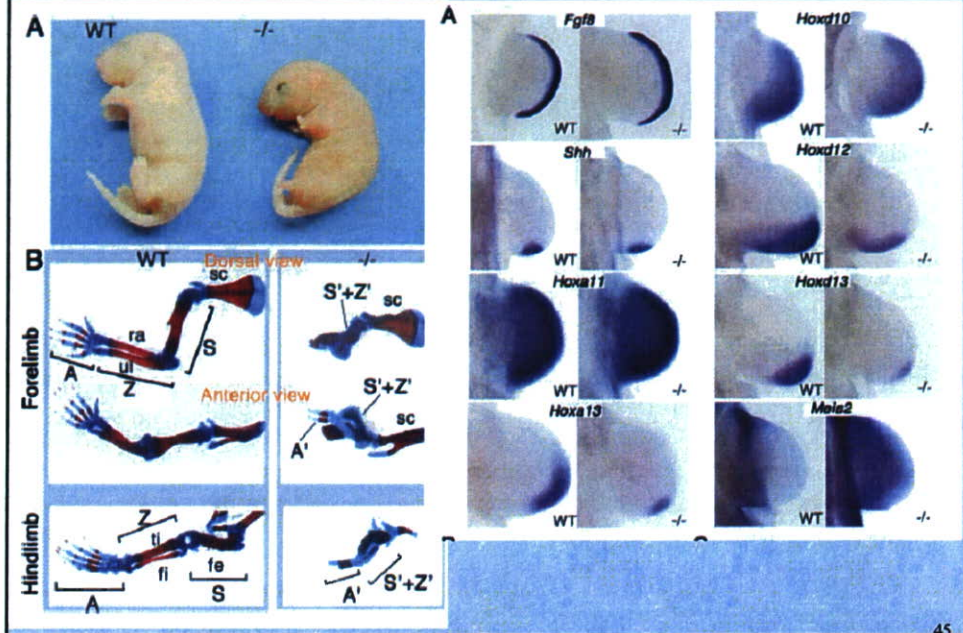 A
WT
-/-
B
WT
-/-
Dorsal view
sc
S'+Z'
sc
ra
S
A
ul
Z
Forelimb
Anterior view
S'+Z'
sc
A'
Hindlimb
Z
ti
fi
fe
A
S
A'
S'+Z'
A
Fgf8
WT
-/-
Hoxd10
WT
-/-
Shh
WT
-/-
Hoxd12
WT
-/-
Hoxa11
WT
-/-
Hoxd13
WT
-/-
Hoxa13
WT
-/-
Meis2
WT
-/-
45